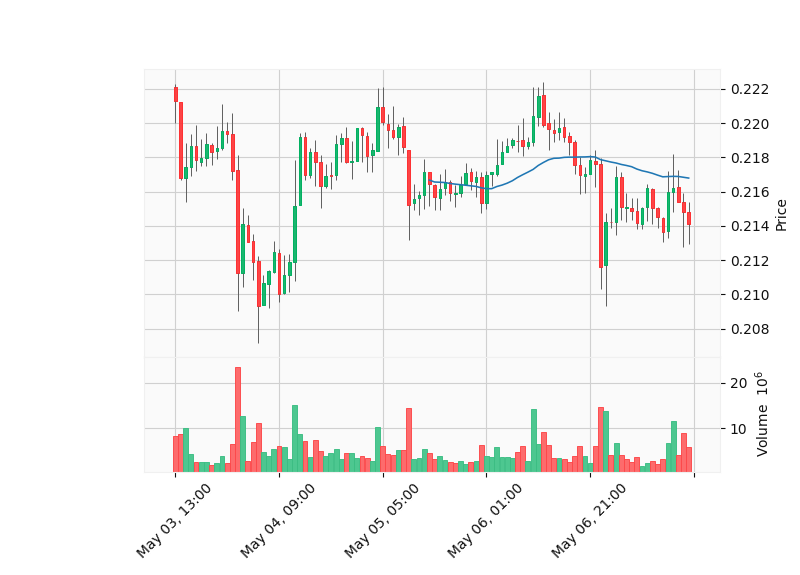 0.222
0.220
0.218
0.216
0.214
0.212
0.210
0.208
Price
20
10
Volume 10⁶
May 03, 13:00
May 04, 09:00
May 05, 05:00
May 06, 01:00
May 06, 21:00